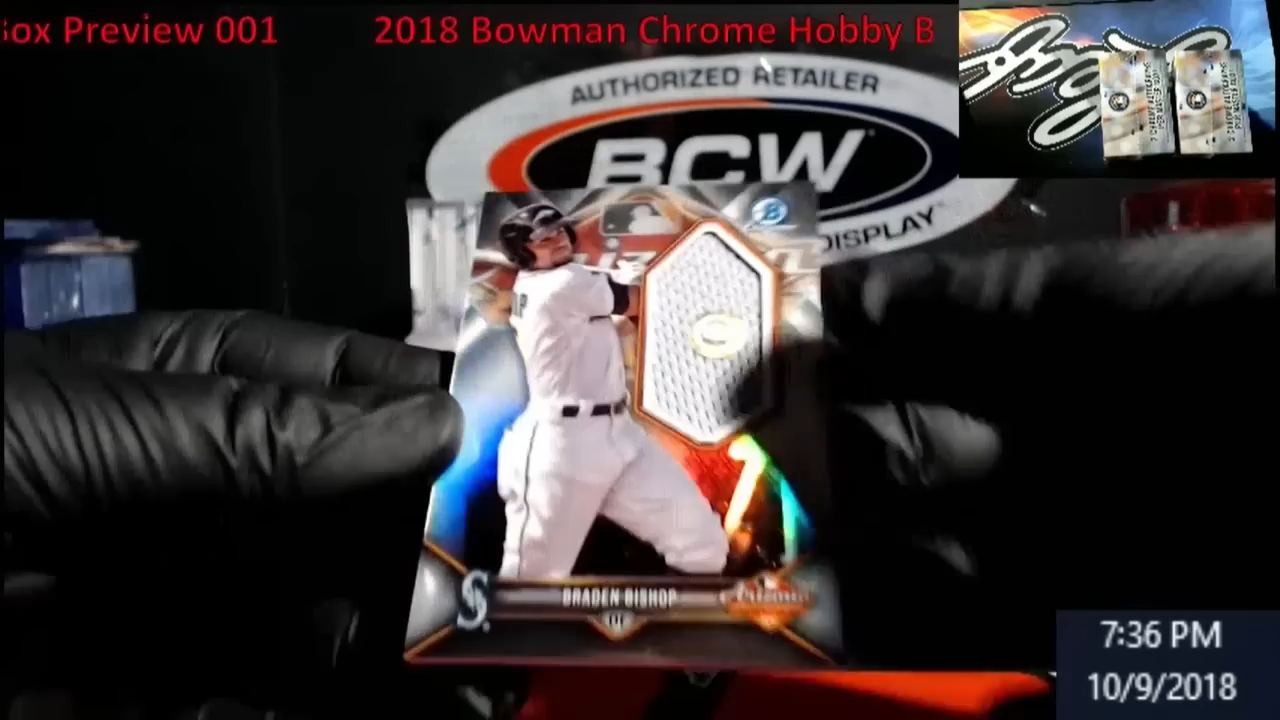 ox Preview 001
2018 Bowman Chrome Hobby B
AUTHORIZED RETAILER
BCW
DISPLAY
BRADEN BISHOP
OF
7:36 PM
10/9/2018